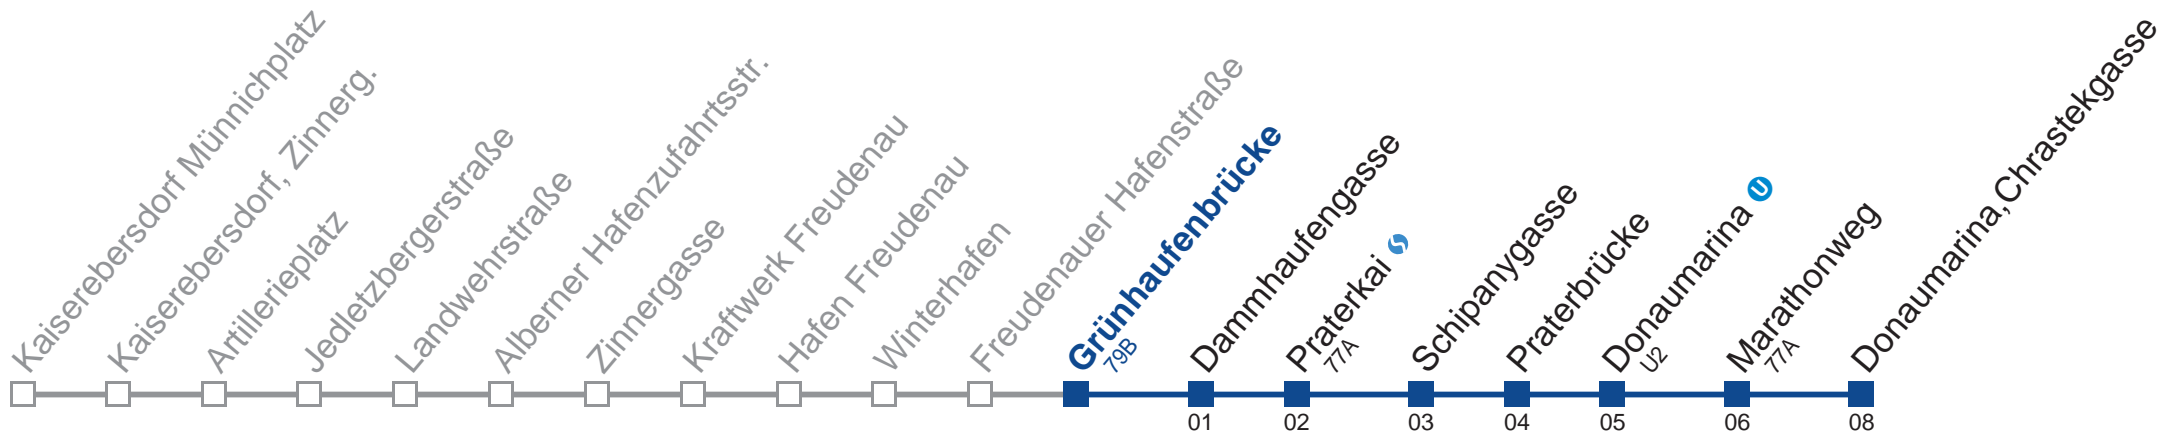 Kaiserebersdorf Münnichplatz
Kaiserebersdorf, Zinnerg.
Artillerieplatz
Jedletzbergerstraße
Landwehrstraße
Alberner Hafenzufahrtsstr.
Zinnergasse
Kraftwerk Freudenau
Hafen Freudenau
Winterhafen
Freudenauer Hafenstraße
Grünhaufenbrücke
79B
Dammhaufengasse
Praterkai
77A
Schipanygasse
Praterbrücke
Donaumarina U
U2
Marathonweg
77A
Donaumarina,Chrastekgasse
01 02 03 04 05 06 08